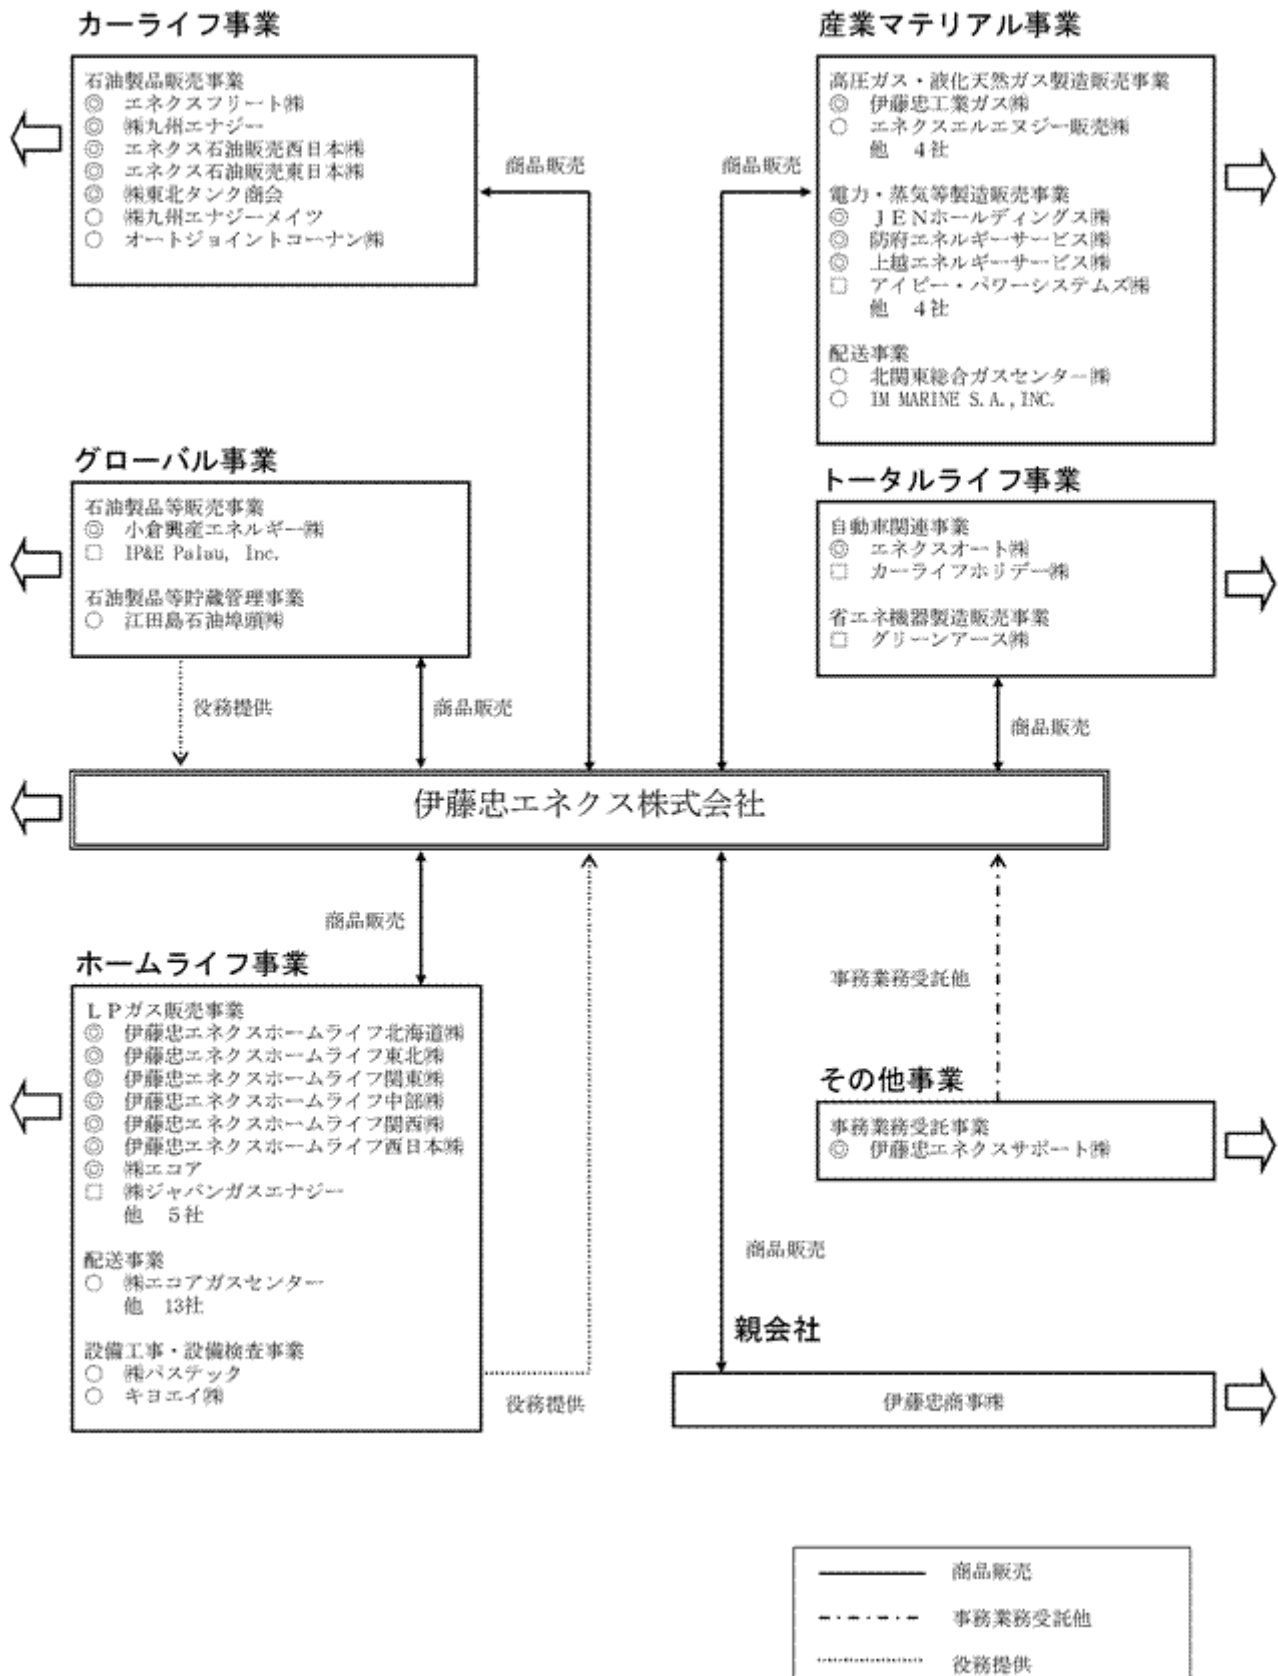 カーライフ事業
石油製品販売事業
◎ エネクスフリート㈱
◎ ㈱九州エナジー
◎ エネクス石油販売西日本㈱
◎ エネクス石油販売東日本㈱
◎ ㈱東北タンク商会
○ ㈱九州エナジーメイツ
○ オートジョイントコーナン㈱
商品販売
産業マテリアル事業
高圧ガス・液化天然ガス製造販売事業
◎ 伊藤忠工業ガス㈱
○ エネクスエルエヌジー販売㈱
他 4社
電力・蒸気等製造販売事業
◎ JENホールディングス㈱
◎ 防府エネルギーサービス㈱
◎ 上越エネルギーサービス㈱
□ アイピー・パワーシステムズ㈱
他 4社
配送事業
○ 北関東総合ガスセンター㈱
○ IM MARINE S.A.,INC.
商品販売
グローバル事業
石油製品等販売事業
◎ 小倉興産エネルギー㈱
□ IP&E Palau, Inc.
石油製品等貯蔵管理事業
○ 江田島石油埠頭㈱
役務提供
商品販売
トータルライフ事業
自動車関連事業
◎ エネクスオート㈱
□ カーライフホリデー㈱
省エネ機器製造販売事業
□ グリーンアース㈱
商品販売
伊藤忠エネクス株式会社
商品販売
ホームライフ事業
LPガス販売事業
◎ 伊藤忠エネクスホームライフ北海道㈱
◎ 伊藤忠エネクスホームライフ東北㈱
◎ 伊藤忠エネクスホームライフ関東㈱
◎ 伊藤忠エネクスホームライフ中部㈱
◎ 伊藤忠エネクスホームライフ関西㈱
◎ 伊藤忠エネクスホームライフ西日本㈱
◎ ㈱エコア
□ ㈱ジャパンガスエナジー
他 5社
配送事業
○ ㈱エコアガスセンター
他 13社
設備工事・設備検査事業
○ ㈱パステック
○ キヨエイ㈱
役務提供
事務業務受託他
その他事業
事務業務受託事業
◎ 伊藤忠エネクスサポート㈱
商品販売
親会社
伊藤忠商事㈱
商品販売
事務業務受託他
役務提供